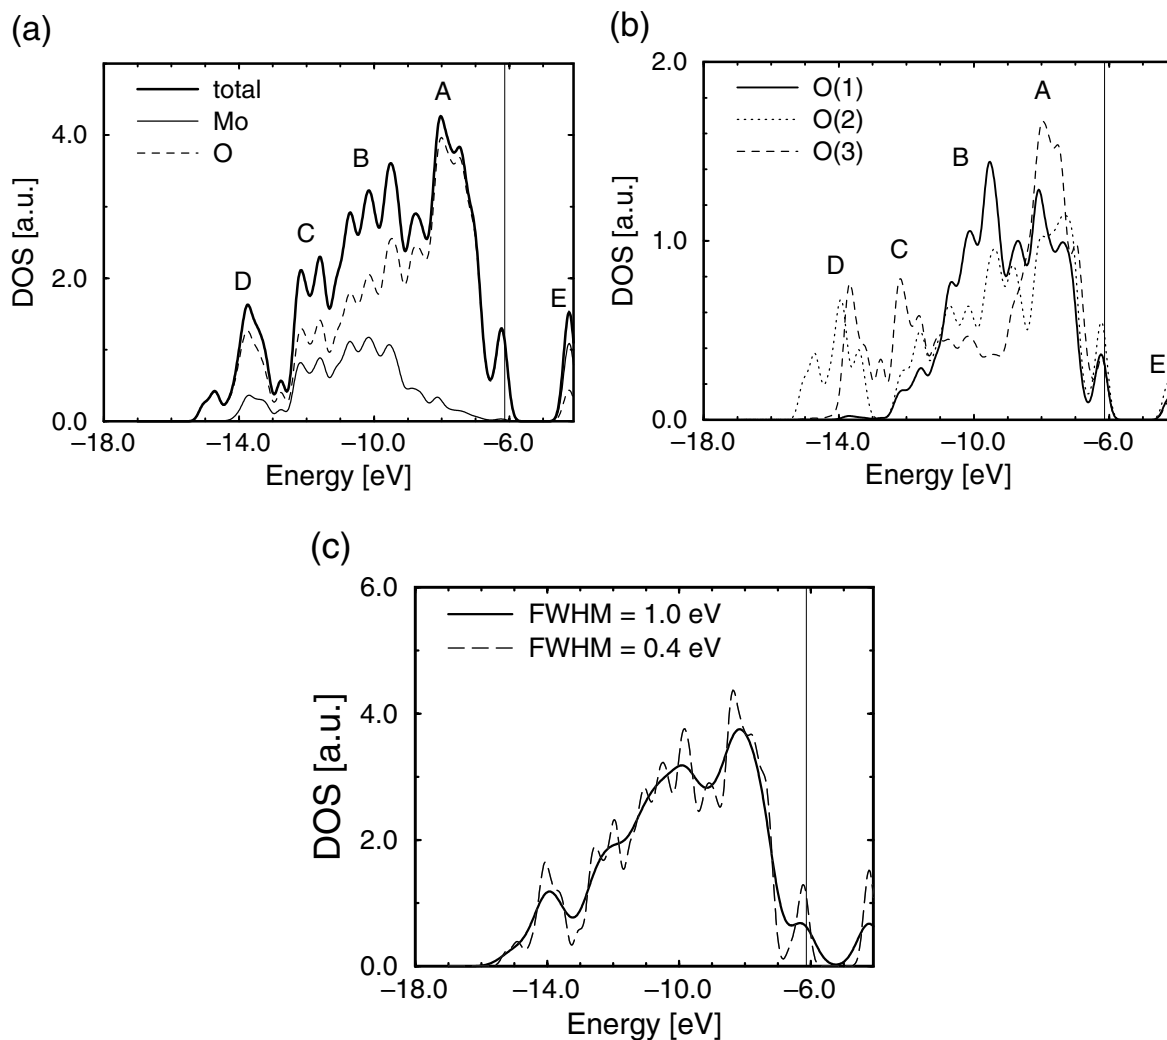 (a)
total
Mo
O
A
B
C
D
E
4.0
2.0
0.0
DOS [a.u.]
−18.0
−14.0
−10.0
−6.0
Energy [eV]
(b)
O(1)
O(2)
O(3)
A
B
C
D
E
2.0
1.0
0.0
DOS [a.u.]
−18.0
−14.0
−10.0
−6.0
Energy [eV]
(c)
FWHM = 1.0 eV
FWHM = 0.4 eV
6.0
4.0
2.0
0.0
DOS [a.u.]
−18.0
−14.0
−10.0
−6.0
Energy [eV]